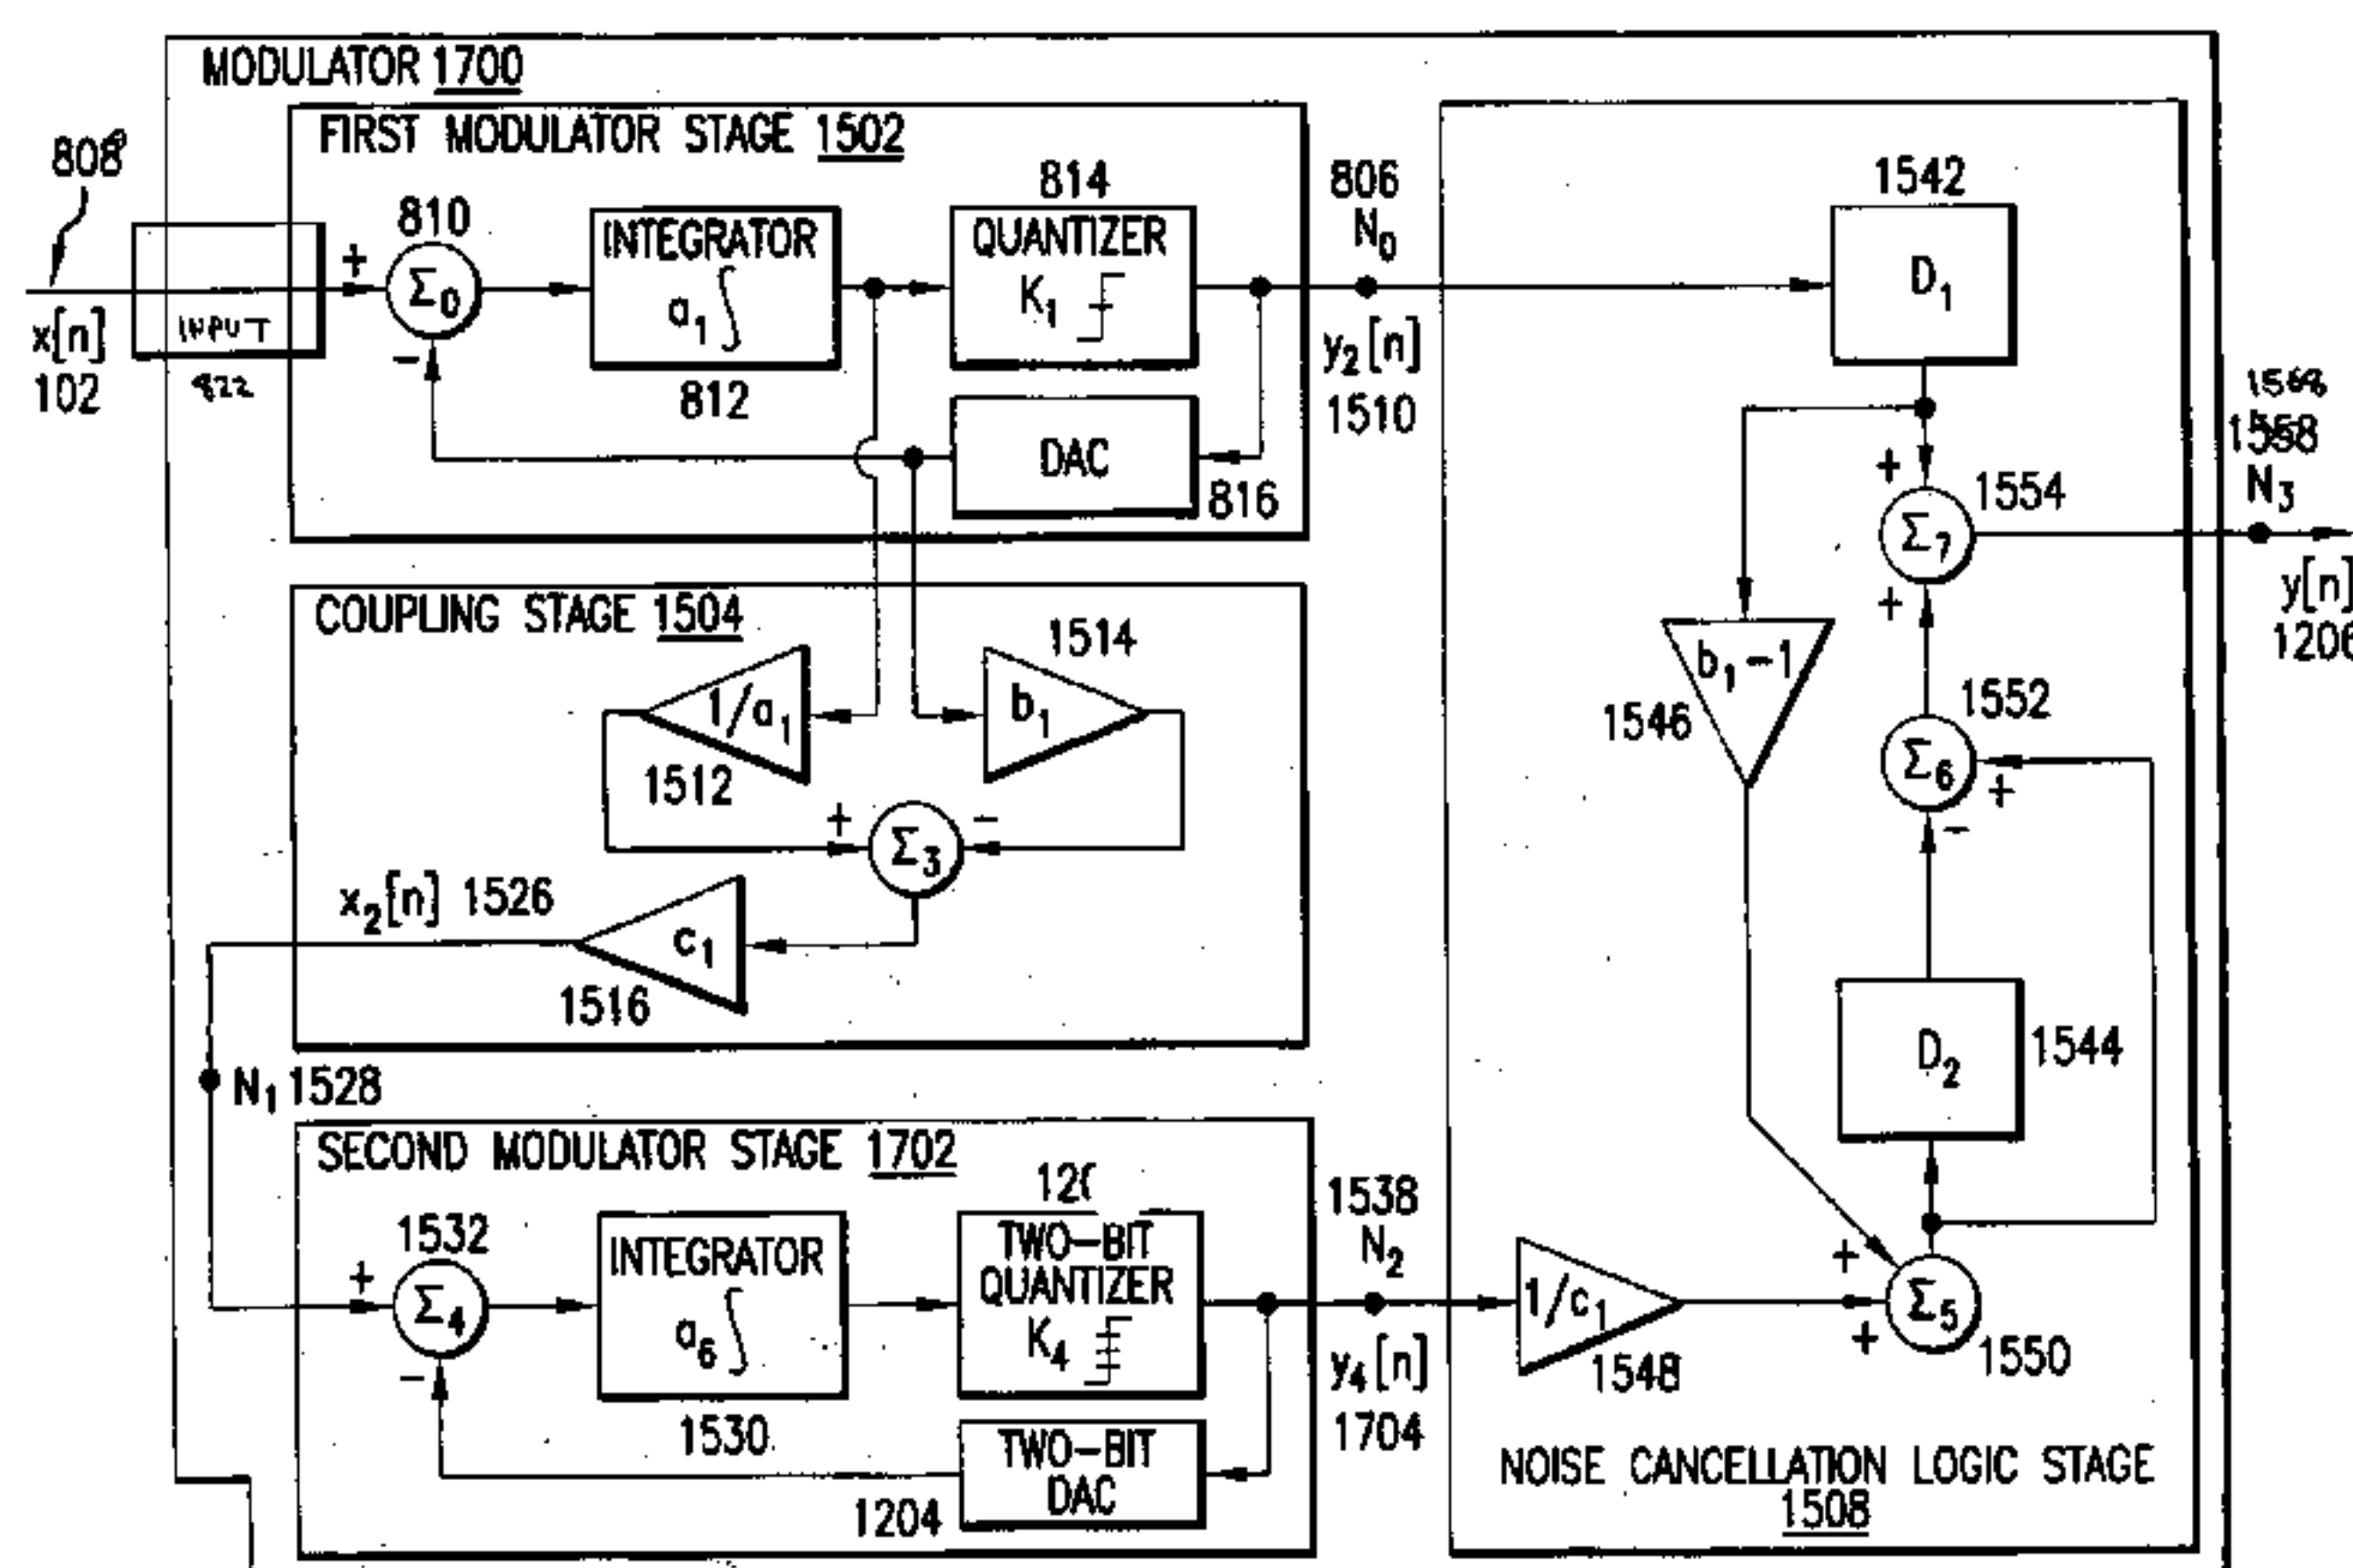 MODULATOR 1700
FIRST MODULATOR STAGE 1502
808
x[n]
102
INPUT
822
810
+
Σ0
-
INTEGRATOR
a1∫
812
814
QUANTIZER
K1
DAC
816
806
N0
y2[n]
1510
COUPLING STAGE 1504
1/a1
1512
1514
b1
+
-
Σ3
x2[n] 1526
c1
1516
N1 1528
SECOND MODULATOR STAGE 1702
1532
+
Σ4
-
INTEGRATOR
a6∫
1530
TWO-BIT
QUANTIZER
K4
TWO-BIT
DAC
1204
1538
N2
y4[n]
1704
1542
D1
+
1554
Σ7
+
b1-1
1546
1552
Σ6
+
-
D2
1544
1/c1
1548
+
+
Σ5
1550
NOISE CANCELLATION LOGIC STAGE
1508
1558
N3
y[n]
1206